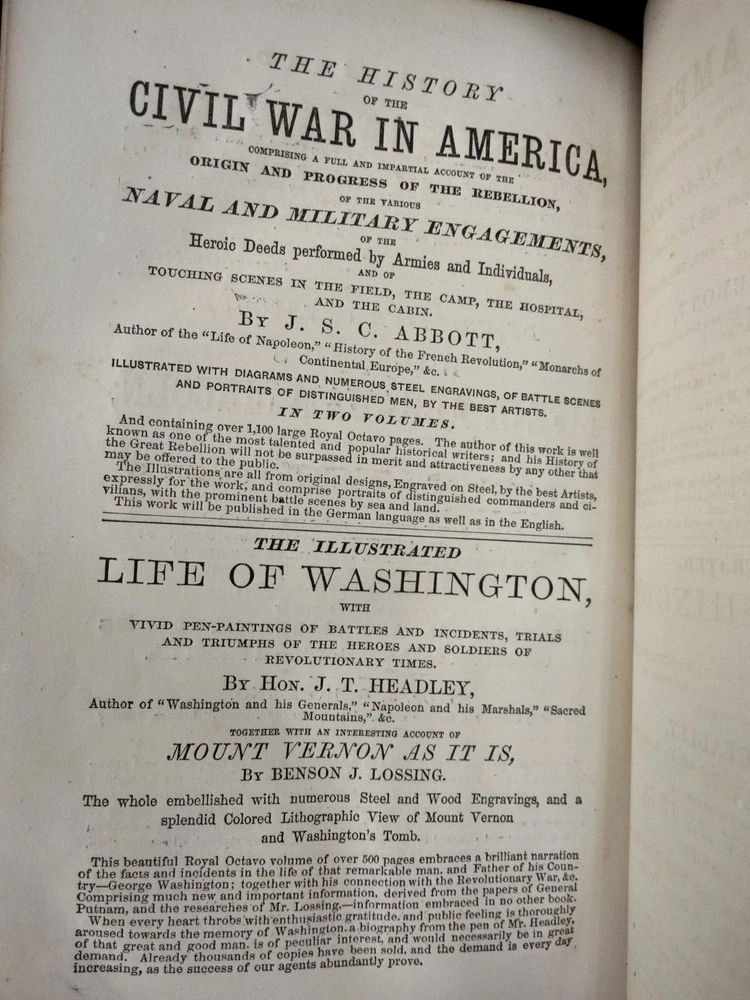 THE HISTORY
OF THE
CIVIL WAR IN AMERICA,
COMPRISING A FULL AND IMPARTIAL ACCOUNT OF THE
ORIGIN AND PROGRESS OF THE REBELLION,
OF THE VARIOUS
NAVAL AND MILITARY ENGAGEMENTS,
OF THE
Heroic Deeds performed by Armies and Individuals,
AND OF
TOUCHING SCENES IN THE FIELD, THE CAMP, THE HOSPITAL,
AND THE CABIN.
BY J. S. C. ABBOTT,
Author of the "Life of Napoleon," "History of the French Revolution," "Monarchs of
Continental Europe," &c.
ILLUSTRATED WITH DIAGRAMS AND NUMEROUS STEEL ENGRAVINGS, OF BATTLE SCENES
AND PORTRAITS OF DISTINGUISHED MEN, BY THE BEST ARTISTS.
IN TWO VOLUMES.
And containing over 1,100 large Royal Octavo pages. The author of this work is well
known as one of the most talented and popular historical writers; and his History of
the Great Rebellion will not be surpassed in merit and attractiveness by any other that
may be offered to the public.
The Illustrations are all from original designs, Engraved on Steel, by the best Artists,
expressly for the work, and comprise portraits of distinguished commanders and ci-
vilians, with the prominent battle scenes by sea and land.
This work will be published in the German language as well as in the English.
THE ILLUSTRATED
LIFE OF WASHINGTON,
WITH
VIVID PEN-PAINTINGS OF BATTLES AND INCIDENTS, TRIALS
AND TRIUMPHS OF THE HEROES AND SOLDIERS OF
REVOLUTIONARY TIMES.
BY HON. J. T. HEADLEY,
Author of "Washington and his Generals," "Napoleon and his Marshals," "Sacred
Mountains," &c.
TOGETHER WITH AN INTERESTING ACCOUNT OF
MOUNT VERNON AS IT IS,
BY BENSON J. LOSSING.
The whole embellished with numerous Steel and Wood Engravings, and a
splendid Colored Lithographic View of Mount Vernon
and Washington's Tomb.
This beautiful Royal Octavo volume of over 500 pages embraces a brilliant narration
of the facts and incidents in the life of that remarkable man, and Father of his Coun-
try—George Washington; together with his connection with the Revolutionary War, &c.
Comprising much new and important information, derived from the papers of General
Putnam, and the researches of Mr. Lossing,—information embraced in no other book.
When every heart throbs with enthusiastic gratitude, and public feeling is thoroughly
aroused towards the memory of Washington, a biography from the pen of Mr. Headley,
of that great and good man, is of peculiar interest, and would necessarily be in great
demand. Already thousands of copies have been sold, and the demand is every day
increasing, as the success of our agents abundantly prove.